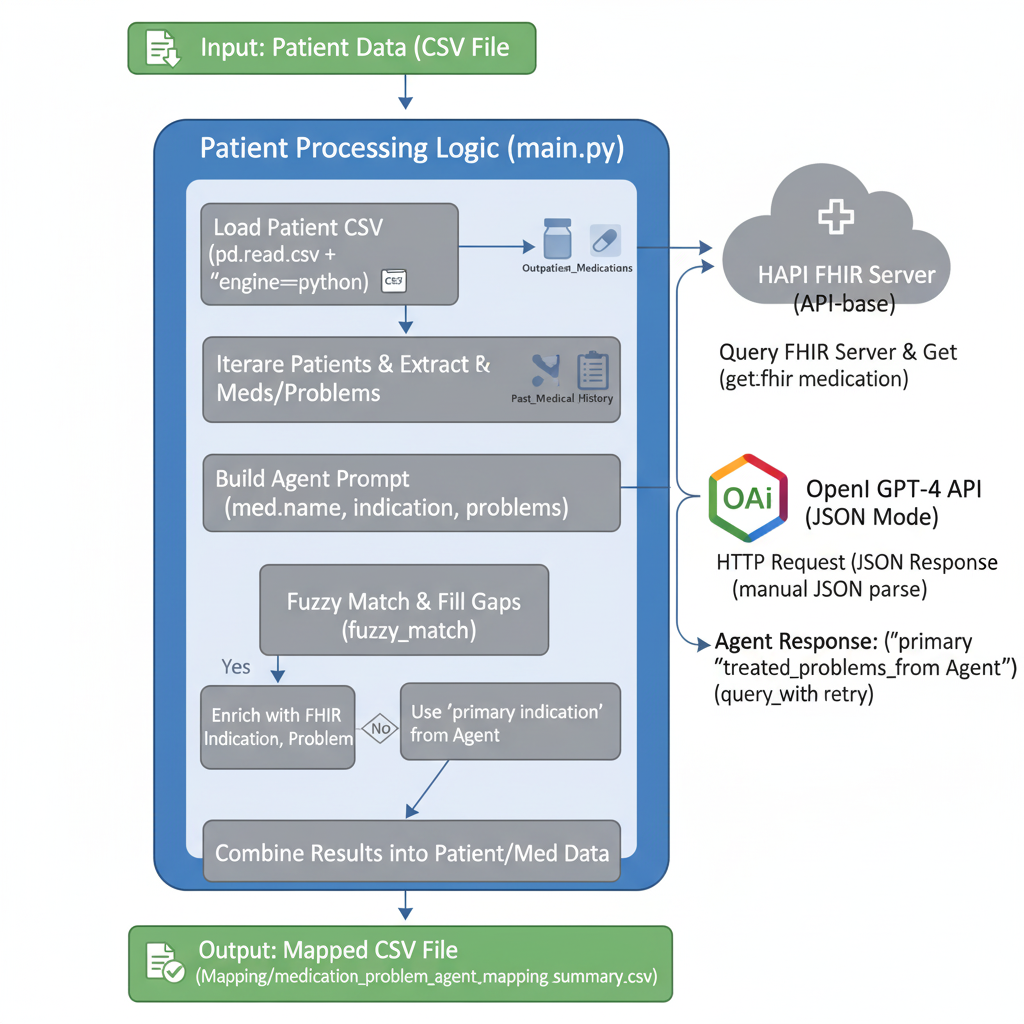 Input: Patient Data (CSV File
Patient Processing Logic (main.py)
Load Patient CSV
(pd.read.csv +
“engine=python)
Outpatien_Medications
Iterare Patients & Extract &
Meds/Problems
Past_Medical History
Build Agent Prompt
(med.name, indication, problems)
Fuzzy Match & Fill Gaps
(fuzzy_match)
Yes
Enrich with FHIR
Indication, Problem
No
Use 'primary indication'
from Agent
Combine Results into Patient/Med Data
HAPI FHIR Server
(API-base)
Query FHIR Server & Get
(get.fhir medication)
OAi
OpenI GPT-4 API
(JSON Mode)
HTTP Request (JSON Response
(manual JSON parse)
Agent Response: (“primary
“treated_problems_from Agent”)
(query_with retry)
Output: Mapped CSV File
(Mapping/medication_problem_agent_mapping summary.csv)